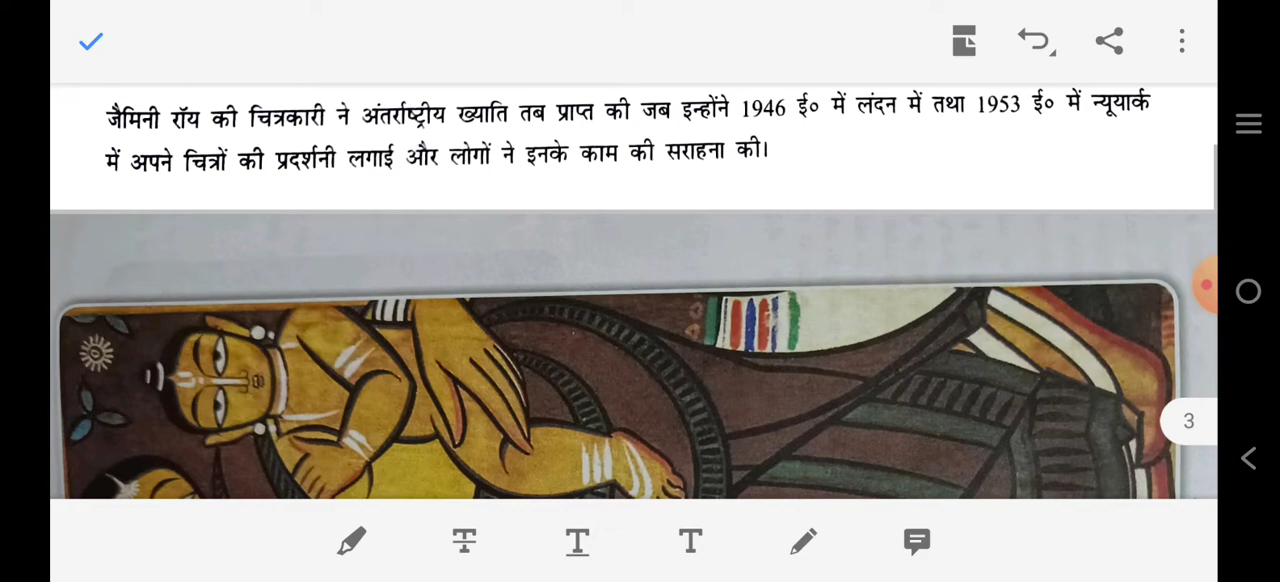 जैमिनी रॉय की चित्रकारी ने अंतर्राष्ट्रीय ख्याति तब प्राप्त की जब इन्होंने 1946 ई० में लंदन में तथा 1953 ई० में न्यूयार्क
में अपने चित्रों की प्रदर्शनी लगाई और लोगों ने इनके काम की सराहना की।
3